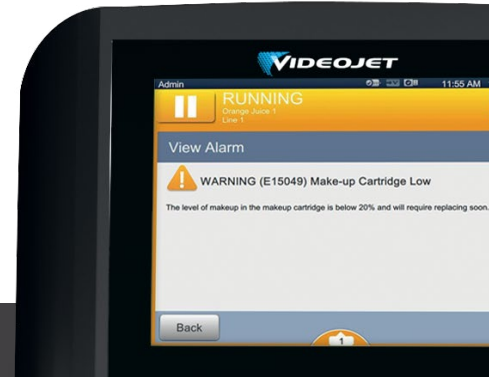 VIDEOJET
Admin
11:55 AM
RUNNING
Orange Juice 1
Line 1
View Alarm
WARNING (E15049) Make-up Cartridge Low
The level of makeup in the makeup cartridge is below 20% and will require replacing soon.
Back
1